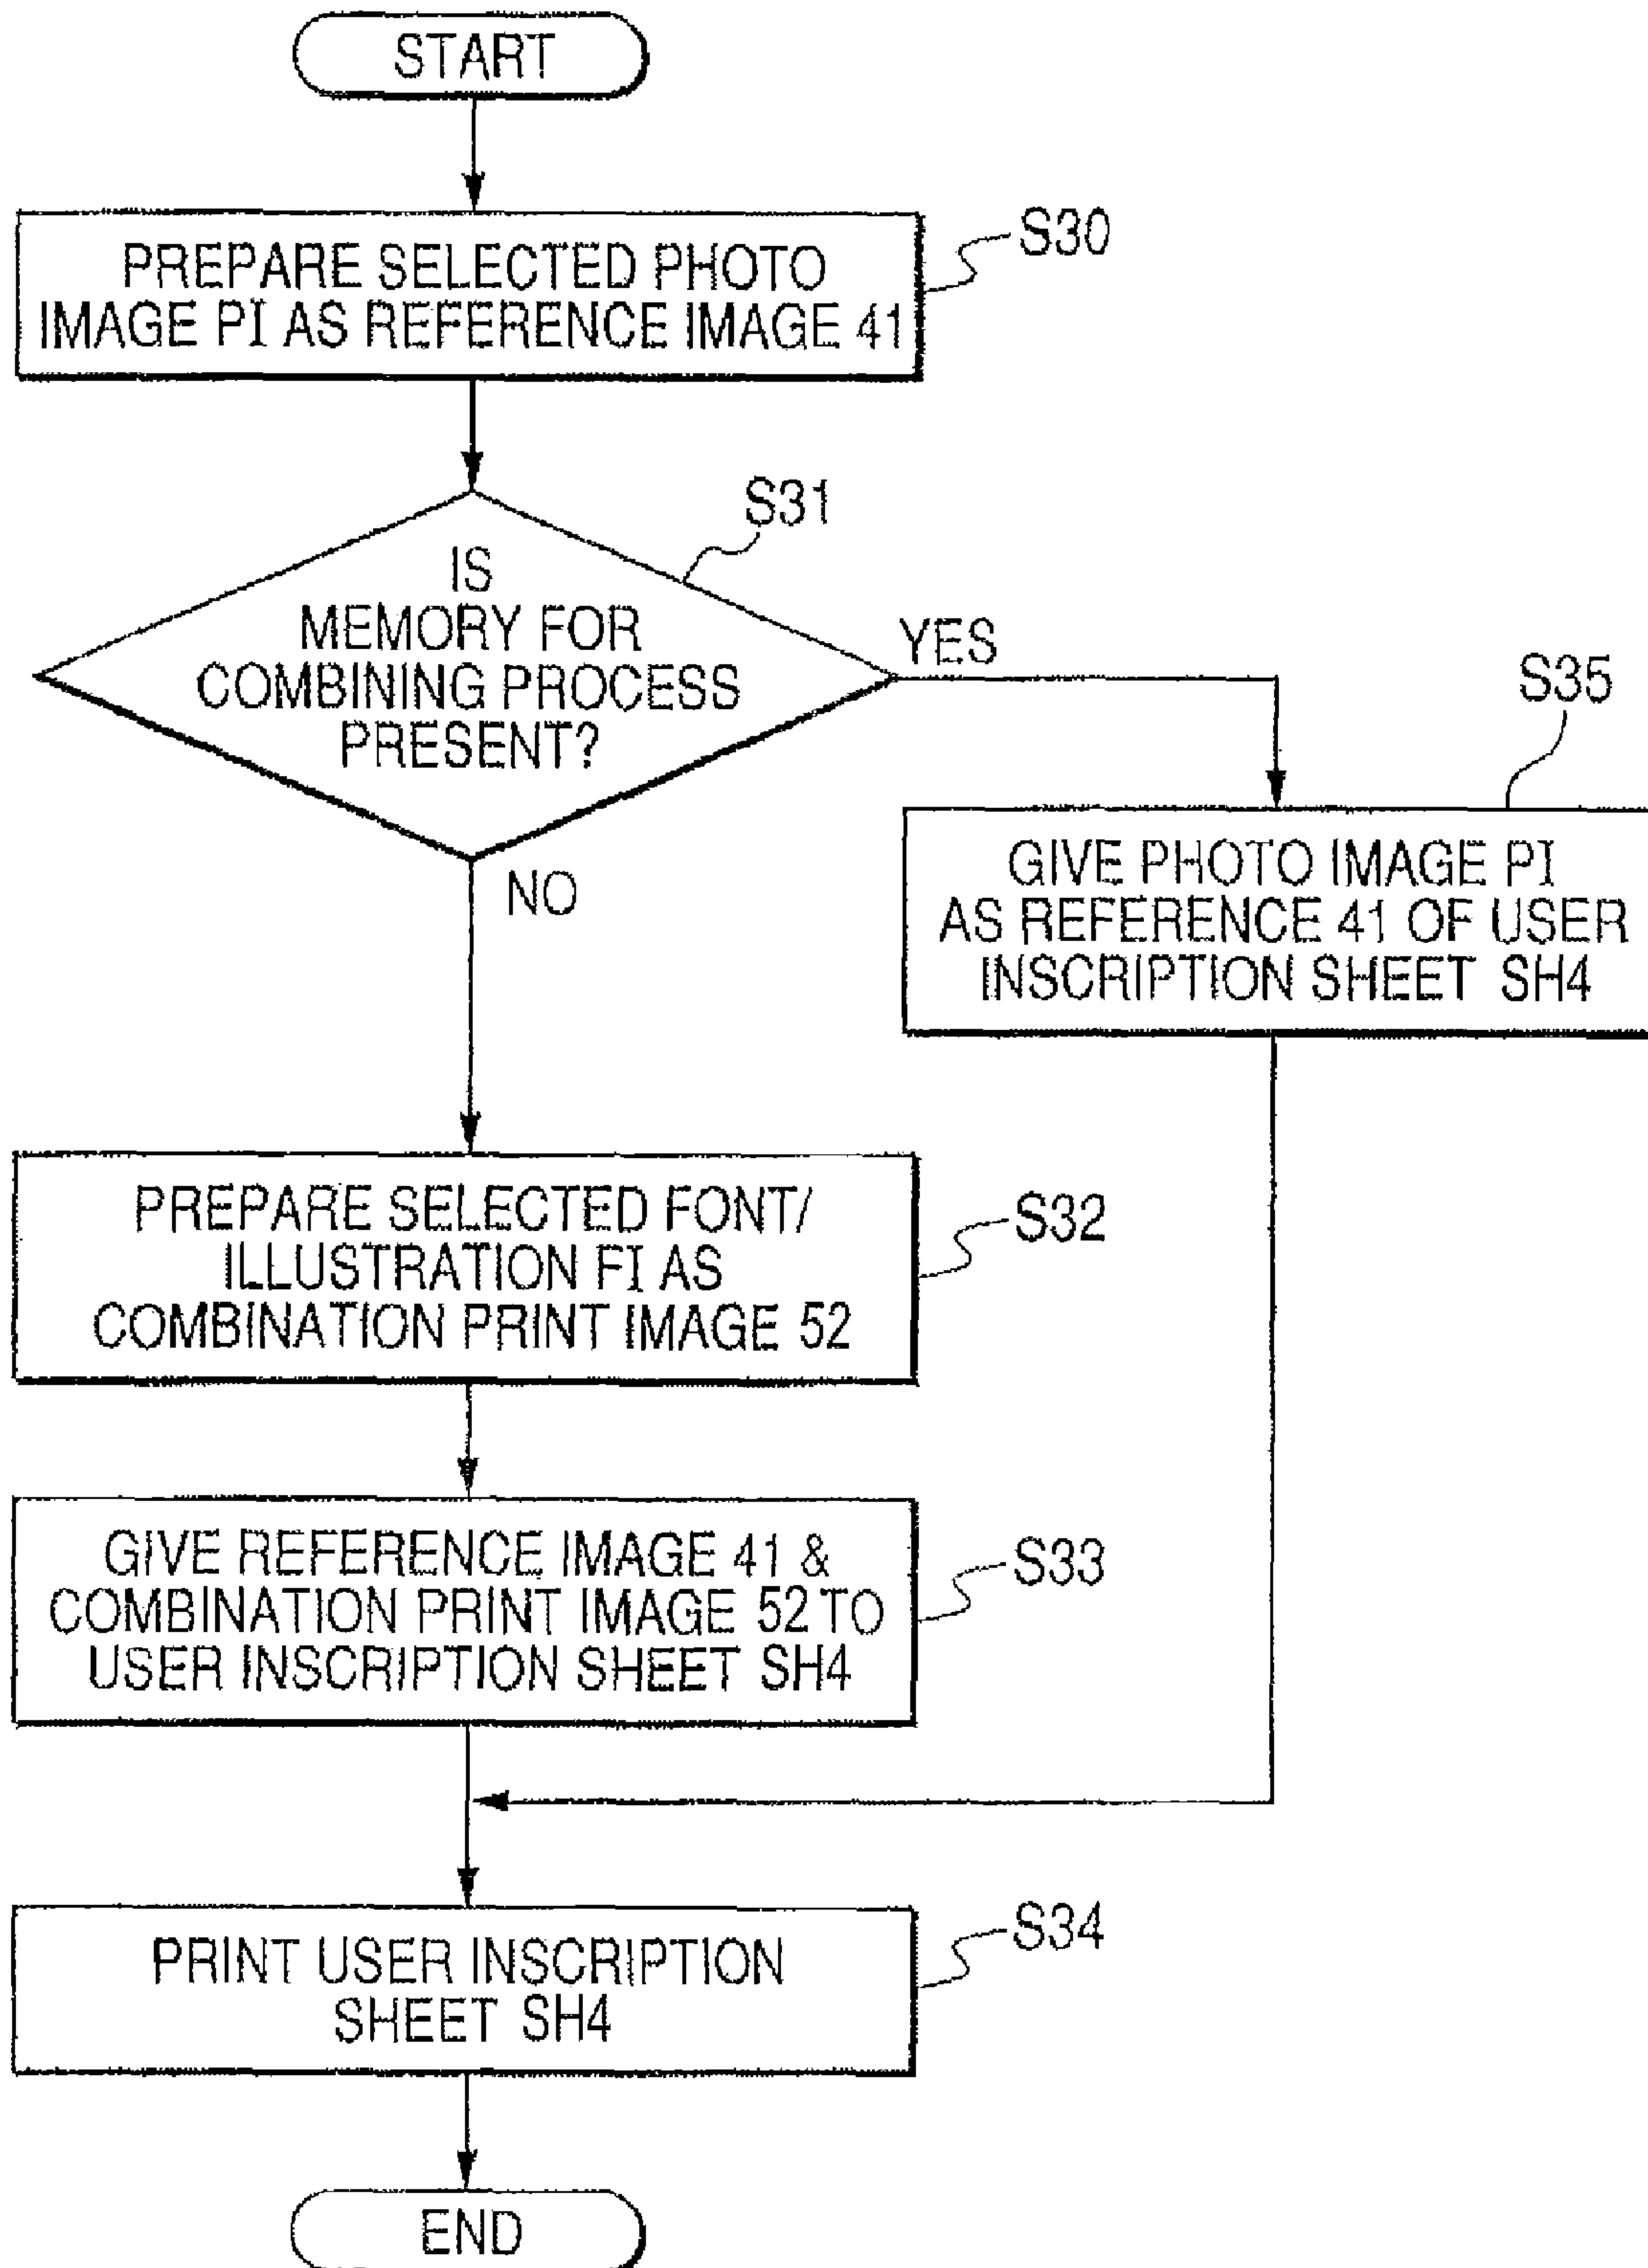 START
PREPARE SELECTED PHOTO
IMAGE PI AS REFERENCE IMAGE 41
S30
IS
MEMORY FOR
COMBINING PROCESS
PRESENT?
S31
YES
NO
S35
GIVE PHOTO IMAGE PI
AS REFERENCE 41 OF USER
INSCRIPTION SHEET SH4
PREPARE SELECTED FONT/
ILLUSTRATION FI AS
COMBINATION PRINT IMAGE 52
S32
GIVE REFERENCE IMAGE 41 &
COMBINATION PRINT IMAGE 52 TO
USER INSCRIPTION SHEET SH4
S33
PRINT USER INSCRIPTION
SHEET SH4
S34
END